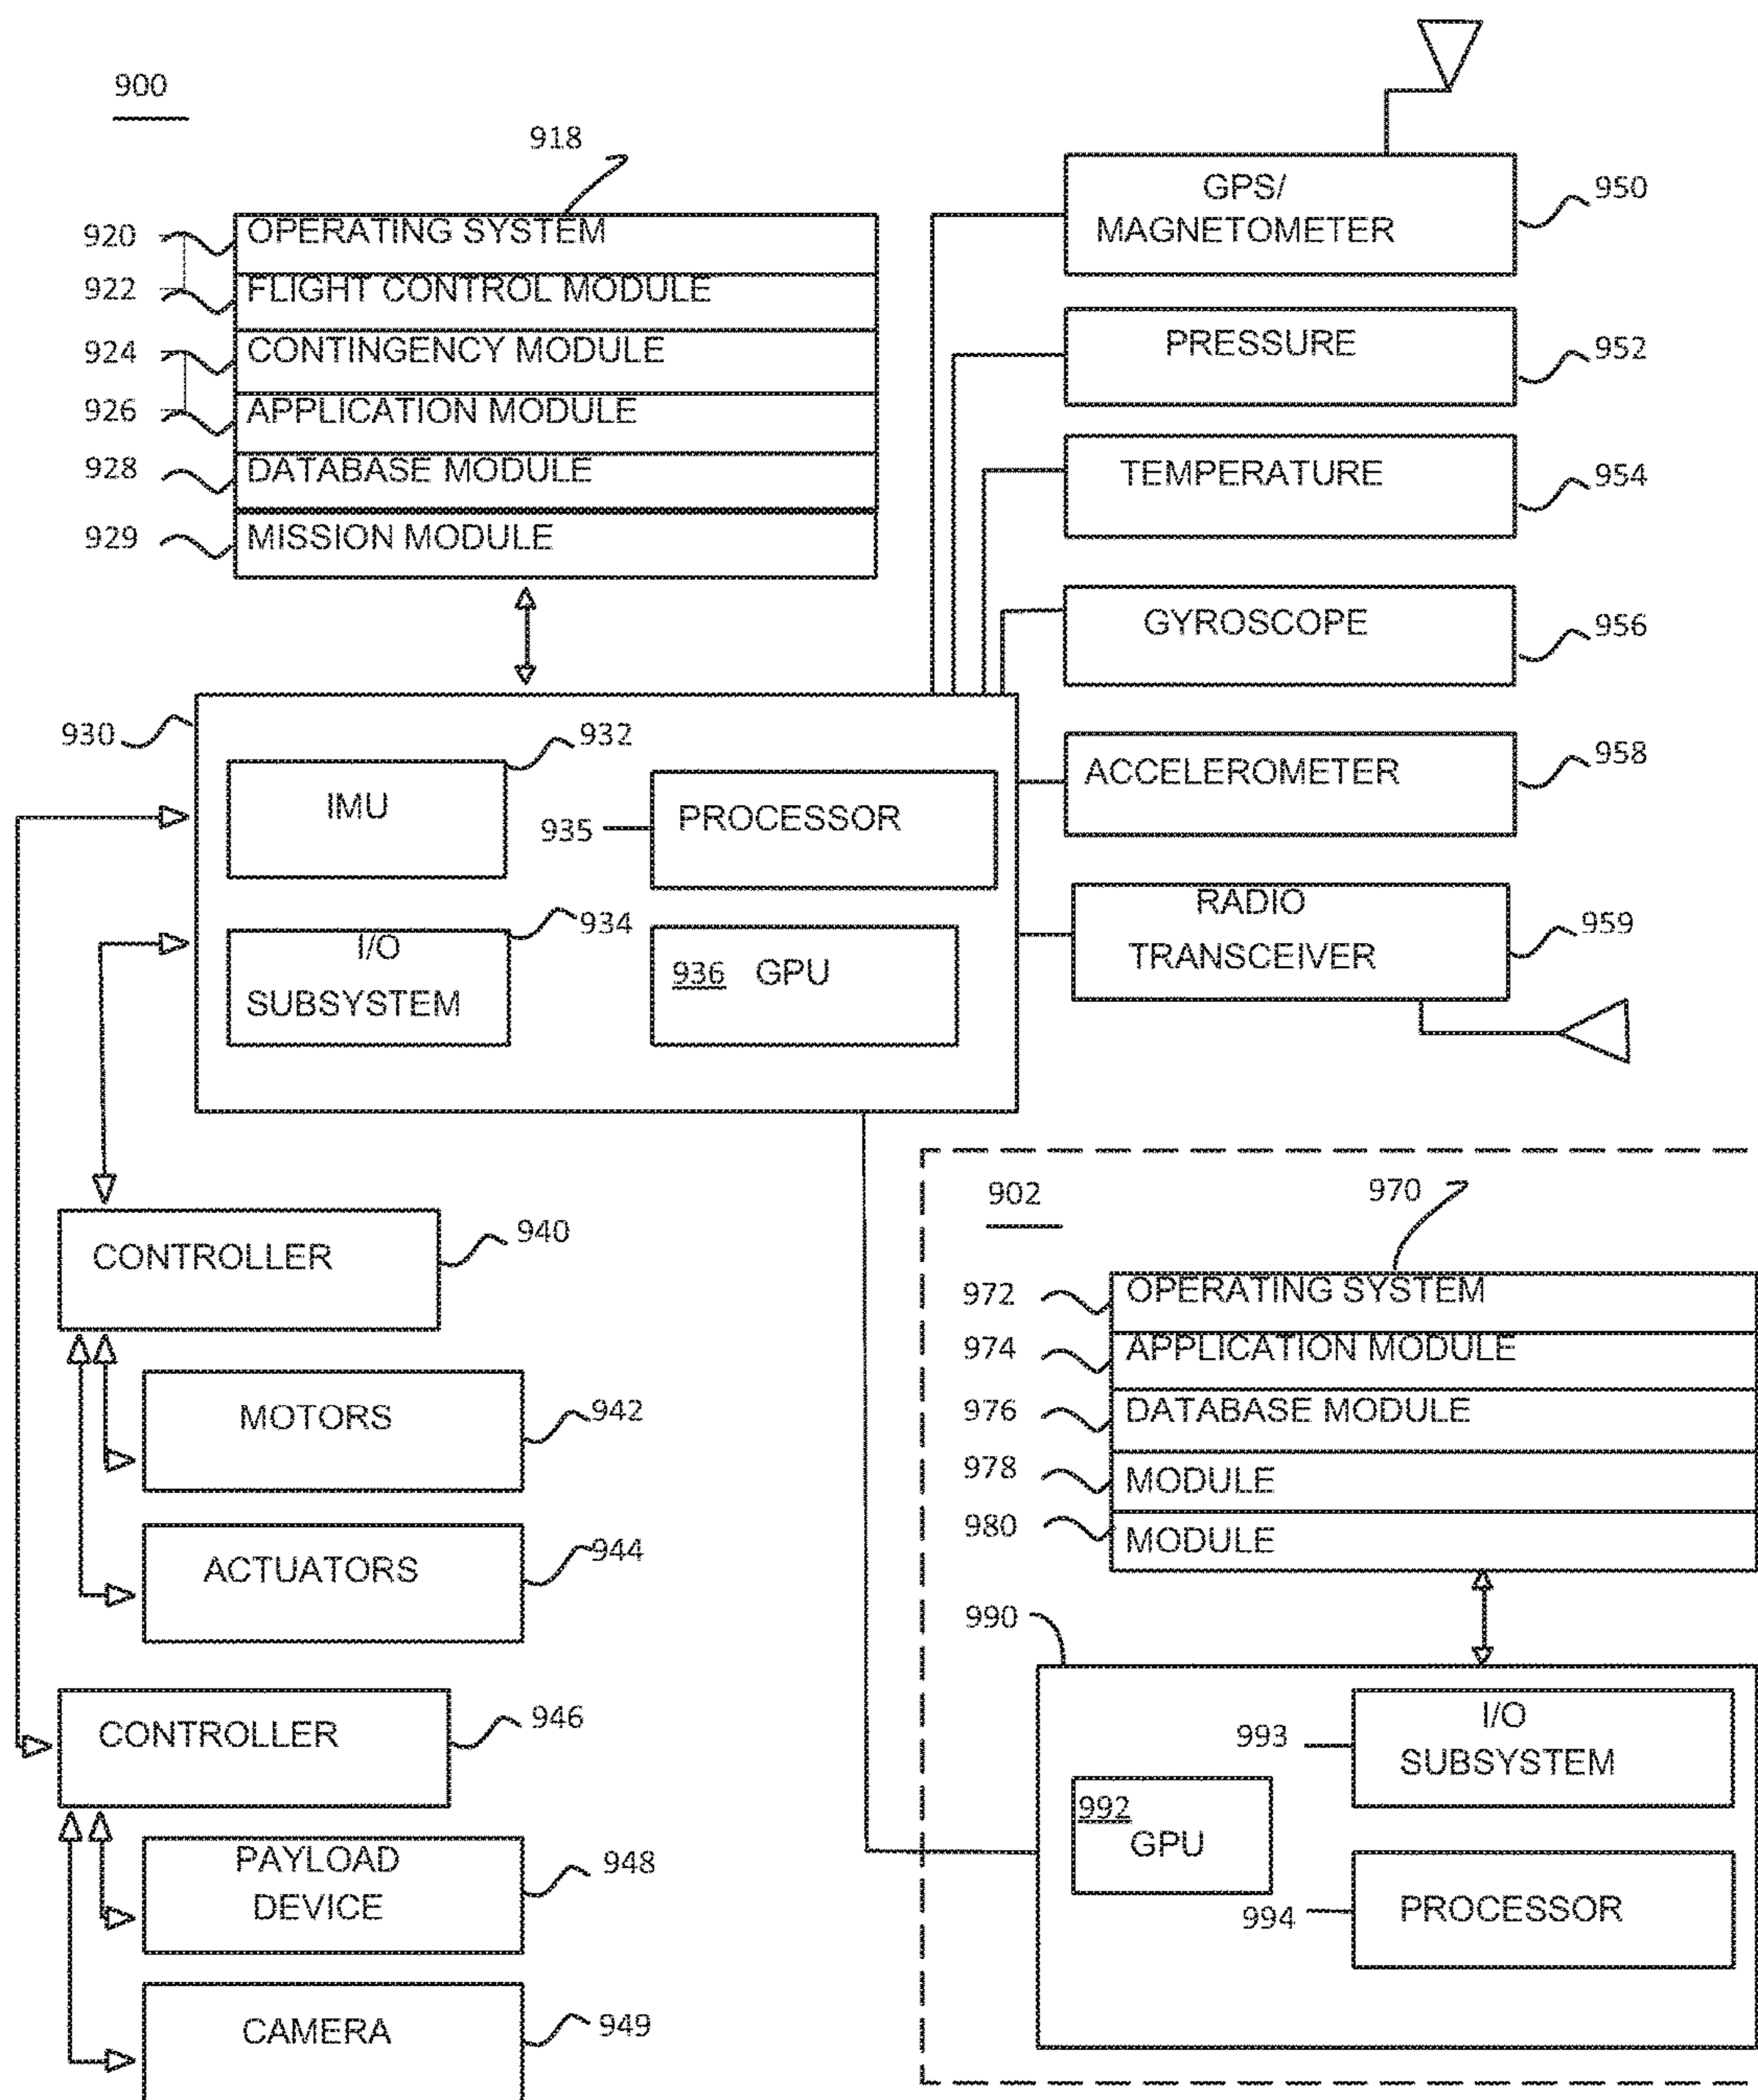 900
918
920 OPERATING SYSTEM
922 FLIGHT CONTROL MODULE
924 CONTINGENCY MODULE
926 APPLICATION MODULE
928 DATABASE MODULE
929 MISSION MODULE
GPS/
MAGNETOMETER
950
PRESSURE 952
TEMPERATURE 954
GYROSCOPE 956
ACCELEROMETER 958
RADIO
TRANSCEIVER
959
930
932
IMU
935 PROCESSOR
934
I/O
SUBSYSTEM
936 GPU
CONTROLLER 940
MOTORS 942
ACTUATORS 944
CONTROLLER 946
PAYLOAD
DEVICE
948
CAMERA 949
902
970
972 OPERATING SYSTEM
974 APPLICATION MODULE
976 DATABASE MODULE
978 MODULE
980 MODULE
990
993
I/O
SUBSYSTEM
992
GPU
994 PROCESSOR